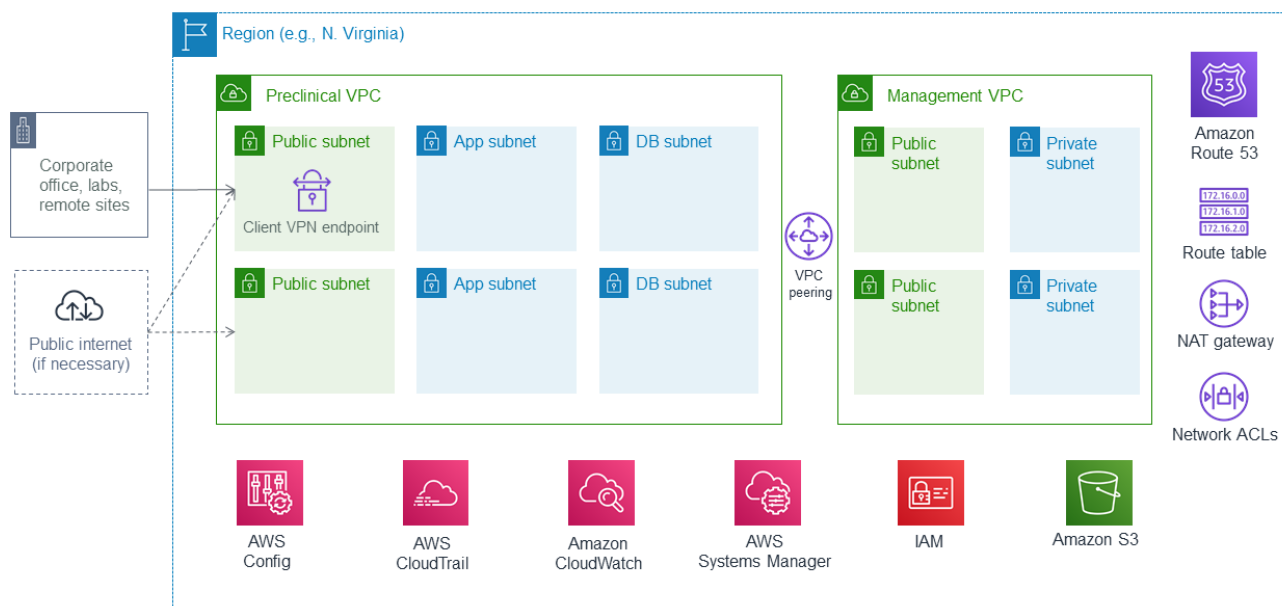 Region (e.g., N. Virginia)
Preclinical VPC
Management VPC
53
Amazon
Route 53
Corporate
office, labs,
remote sites
Public subnet
App subnet
DB subnet
Public
subnet
Private
subnet
Client VPN endpoint
172.16.0.0
172.16.1.0
172.16.2.0
Route table
VPC
peering
Public internet
(if necessary)
Public subnet
App subnet
DB subnet
Public
subnet
Private
subnet
NAT gateway
Network ACLs
AWS
Config
AWS
CloudTrail
Amazon
CloudWatch
AWS
Systems Manager
IAM
Amazon S3